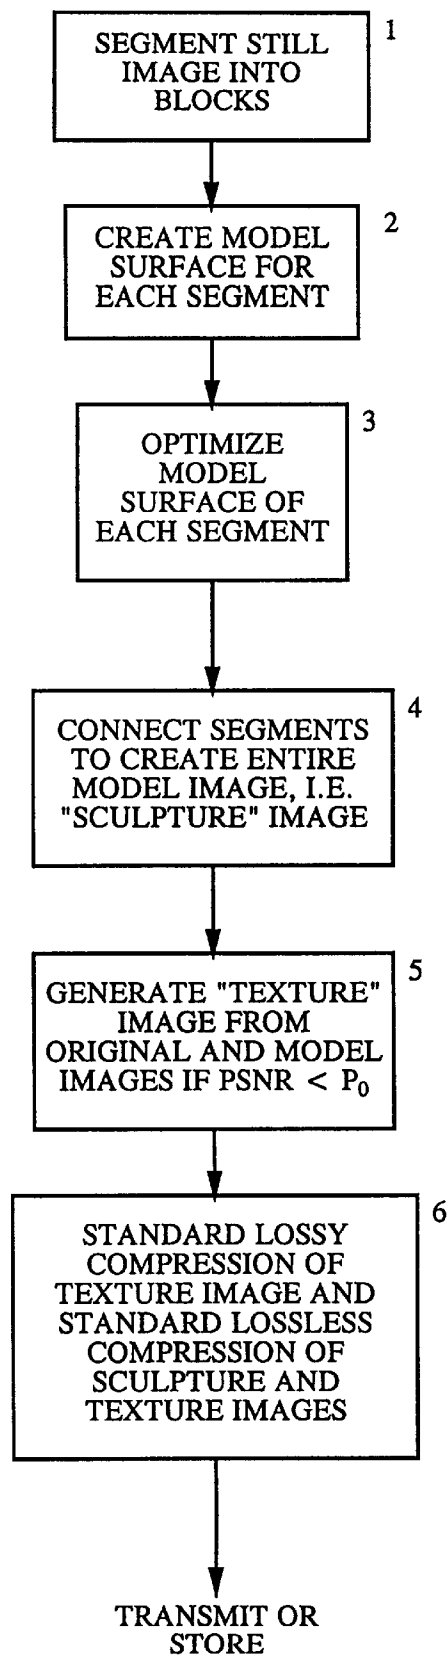 1
SEGMENT STILL
IMAGE INTO
BLOCKS
2
CREATE MODEL
SURFACE FOR
EACH SEGMENT
3
OPTIMIZE
MODEL
SURFACE OF
EACH SEGMENT
4
CONNECT SEGMENTS
TO CREATE ENTIRE
MODEL IMAGE, I.E.
"SCULPTURE" IMAGE
5
GENERATE "TEXTURE"
IMAGE FROM
ORIGINAL AND MODEL
IMAGES IF PSNR < P₀
6
STANDARD LOSSY
COMPRESSION OF
TEXTURE IMAGE AND
STANDARD LOSSLESS
COMPRESSION OF
SCULPTURE AND
TEXTURE IMAGES
TRANSMIT OR
STORE